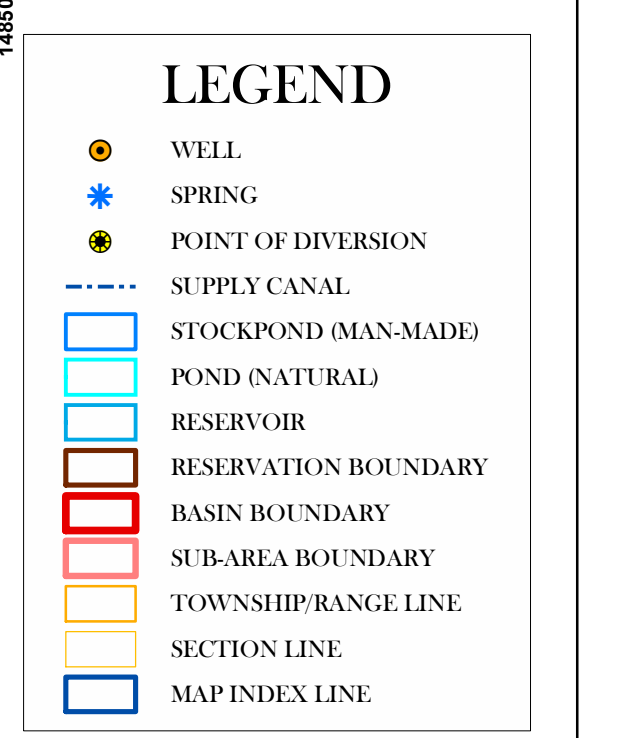 14850
LEGEND
WELL
SPRING
POINT OF DIVERSION
SUPPLY CANAL
STOCKPOND (MAN-MADE)
POND (NATURAL)
RESERVOIR
RESERVATION BOUNDARY
BASIN BOUNDARY
SUB-AREA BOUNDARY
TOWNSHIP/RANGE LINE
SECTION LINE
MAP INDEX LINE